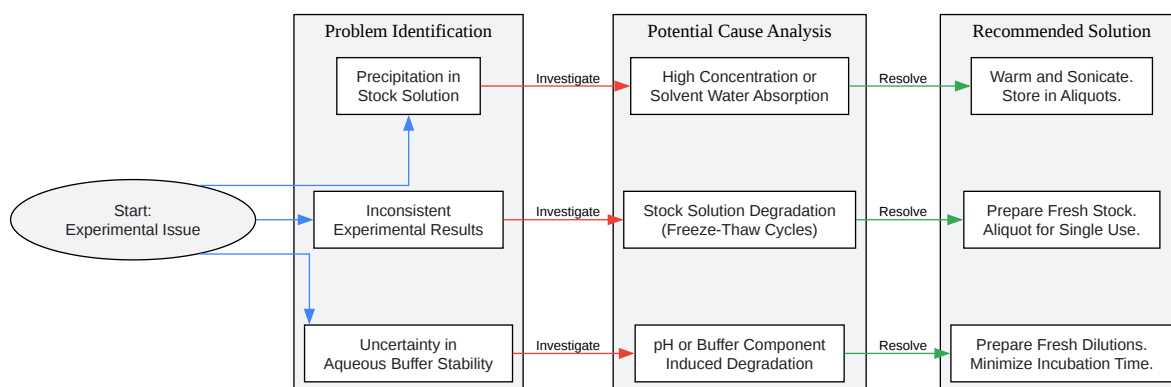 Problem Identification
Potential Cause Analysis
Recommended Solution
Precipitation in
Stock Solution
Investigate
High Concentration or
Solvent Water Absorption
Resolve
Warm and Sonicate.
Store in Aliquots.
Start:
Experimental Issue
Inconsistent
Experimental Results
Investigate
Stock Solution Degradation
(Freeze-Thaw Cycles)
Resolve
Prepare Fresh Stock.
Aliquot for Single Use.
Uncertainty in
Aqueous Buffer Stability
Investigate
pH or Buffer Component
Induced Degradation
Resolve
Prepare Fresh Dilutions.
Minimize Incubation Time.